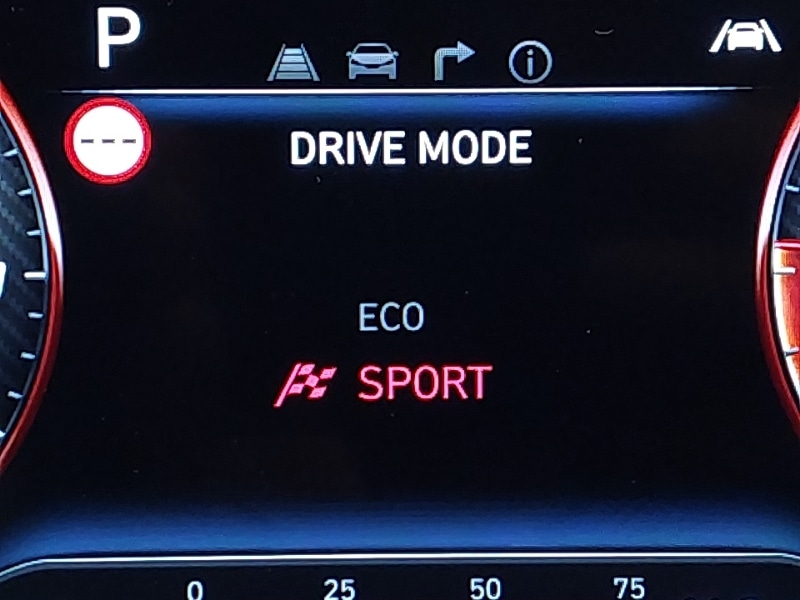 P
---
DRIVE MODE
ECO
SPORT
0 25 50 75